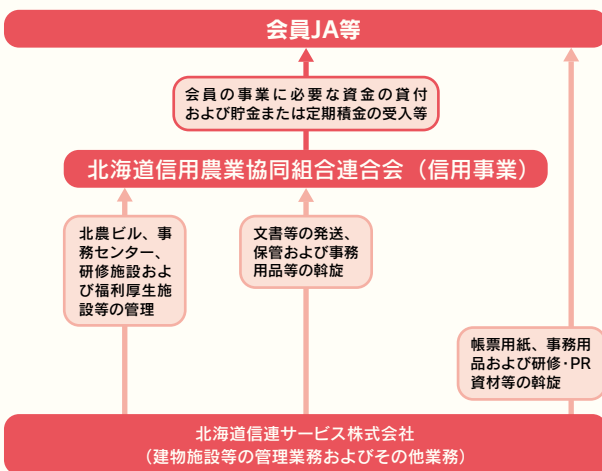 会員JA等
会員の事業に必要な資金の貸付
および貯金または定期積金の受入等
北海道信用農業協同組合連合会（信用事業）
北農ビル、事
務センター、
研修施設およ
び福利厚生施
設等の管理
文書等の発送、
保管および事務
用品等の斡旋
帳票用紙、事務用
品および研修・PR
資材等の斡旋
北海道信連サービス株式会社
（建物施設等の管理業務およびその他業務）